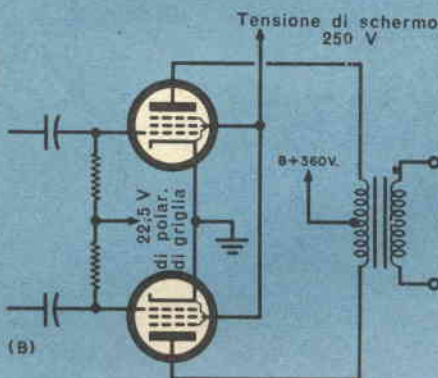 Tensione di schermo
250 V
B+360V.
22,5 V
di polar.
di griglia
(B)